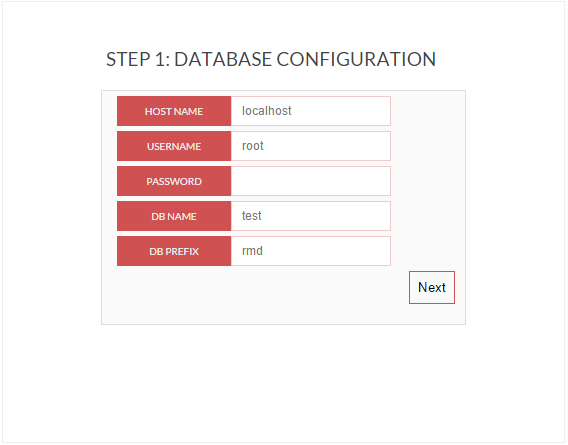 STEP 1: DATABASE CONFIGURATION
HOST NAME localhost
USERNAME root
PASSWORD
DB NAME test
DB PREFIX rmd
Next